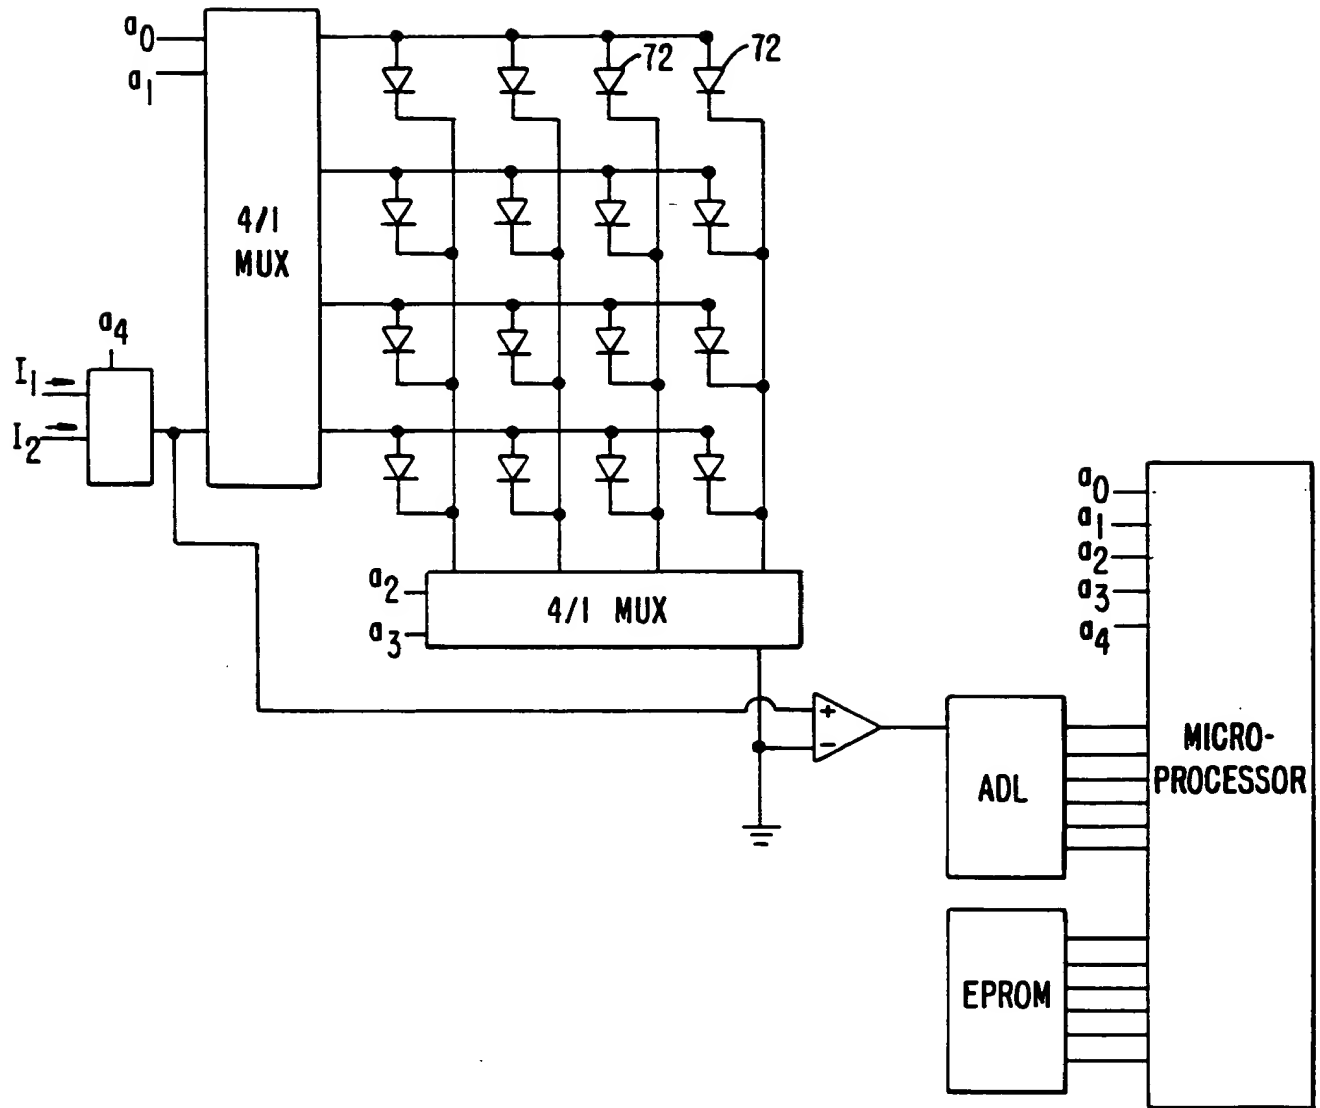 a0
a1
72
72
4/1
MUX
a4
I1
I2
a2
a3
4/1 MUX
+
-
ADL
EPROM
a0
a1
a2
a3
a4
MICRO-
PROCESSOR